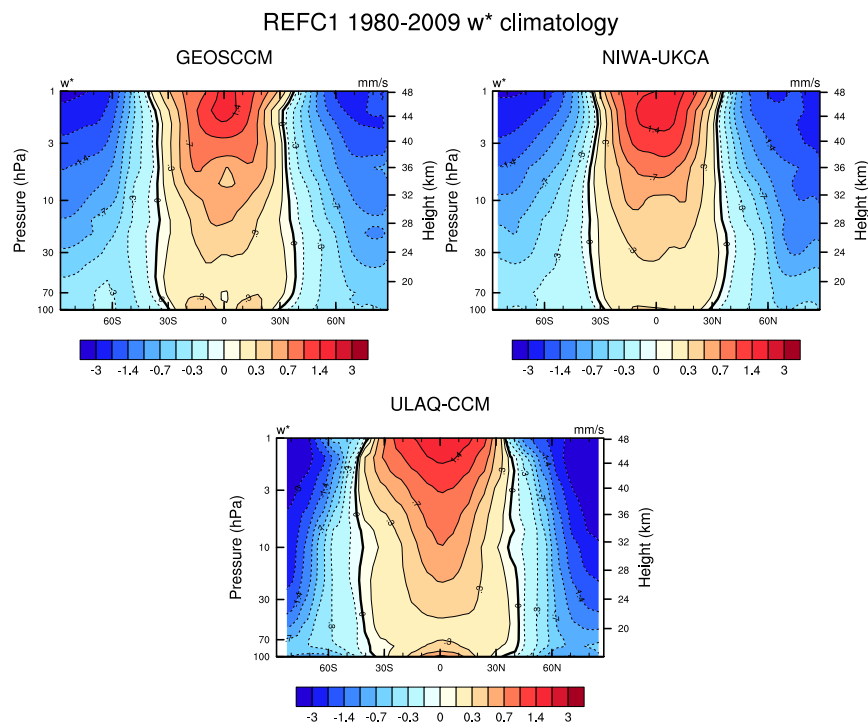 REFC1 1980-2009 w* climatology
GEOSCCM
w* mm/s
Pressure (hPa)
1
3
10
30
70
100
48
44
40
36
32
28
24
20
Height (km)
60S 30S 0 30N 60N
-3 -1.4 -0.7 -0.3 0 0.3 0.7 1.4 3
NIWA-UKCA
w* mm/s
Pressure (hPa)
1
3
10
30
70
100
48
44
40
36
32
28
24
20
Height (km)
60S 30S 0 30N 60N
-3 -1.4 -0.7 -0.3 0 0.3 0.7 1.4 3
ULAQ-CCM
w* mm/s
Pressure (hPa)
1
3
10
30
70
100
48
44
40
36
32
28
24
20
Height (km)
60S 30S 0 30N 60N
-3 -1.4 -0.7 -0.3 0 0.3 0.7 1.4 3